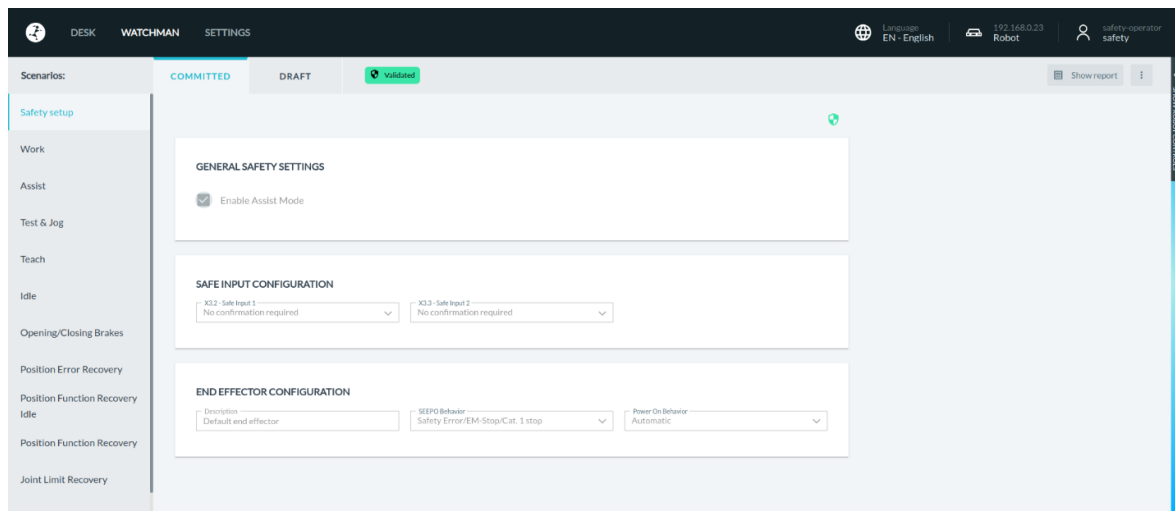 DESK WATCHMAN SETTINGS
Language
EN - English
192.168.0.23
Robot
safety-operator
safety
Scenarios:
COMMITTED DRAFT Validated Show report
Safety setup
Work
Assist
Test & Jog
Teach
Idle
Opening/Closing Brakes
Position Error Recovery
Position Function Recovery
Idle
Position Function Recovery
Joint Limit Recovery
GENERAL SAFETY SETTINGS
Enable Assist Mode
SAFE INPUT CONFIGURATION
X3.2 - Safe Input 1
No confirmation required
X3.3 - Safe Input 2
No confirmation required
END EFFECTOR CONFIGURATION
Description
Default end effector
SEEPO Behavior
Safety Error/EM-Stop/Cat. 1 stop
Power On Behavior
Automatic